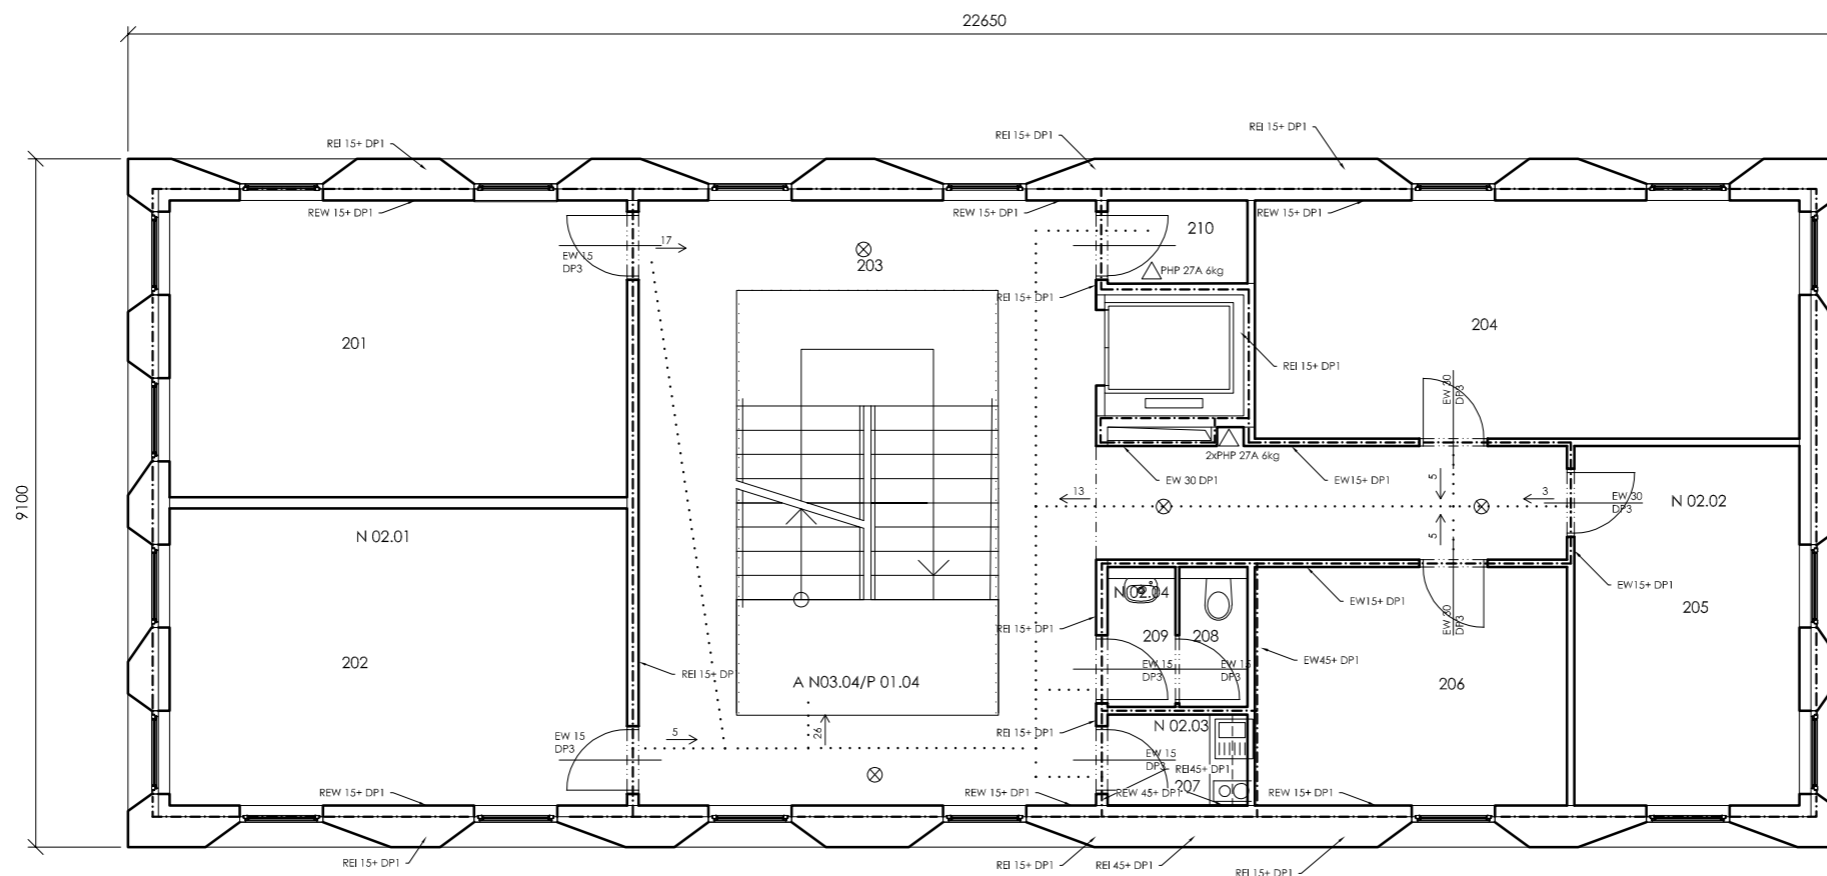 22650
REI 15+ DP1
REI 15+ DP1
REI 15+ DP1
9100
REW 15+ DP1
REW 15+ DP1
REW 15+ DP1
17
EW 15
DP3
203
210
PHP 27A 6kg
REI 15+ DP1
201
204
REI 15+ DP1
EW 30
DP3
2xPHP 27A 6kg
EW 30 DP1
EW15+ DP1
13
5
3
EW 30
DP3
N 02.02
N 02.01
5
EW15+ DP1
N 02.04
EW15+ DP1
205
REI 15+ DP1
209
208
EW 30
DP3
202
REI 15+ DP
EW 15
DP3
EW 15
DP3
EW45+ DP1
206
A N03.04/P 01.04
N 02.03
26
REI 15+ DP1
5
EW 15
DP3
EW 15
DP3
REI45+ DP1
207
REW 15+ DP1
REW 15+ DP1
REW 45+ DP1
REW 15+ DP1
REI 15+ DP1
REI 15+ DP1
REI 45+ DP1
REI 15+ DP1